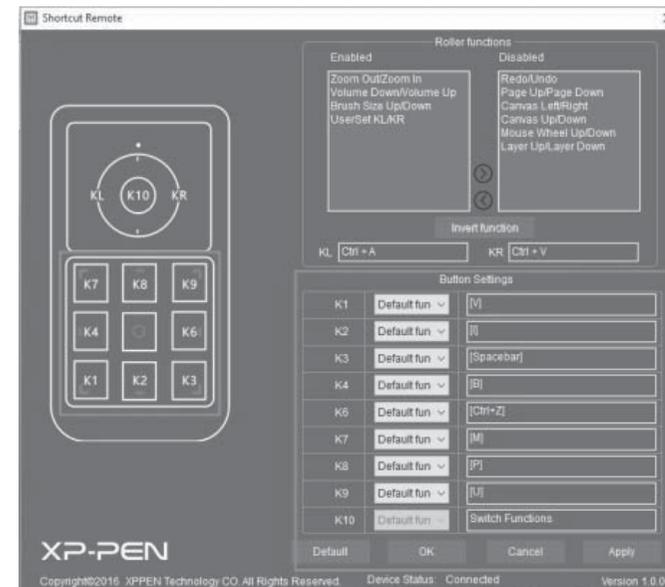 Shortcut Remote
Roller functions
Enabled
Disabled
Zoom Out/Zoom In
Volume Down/Volume Up
Brush Size Up/Down
UserSet KL/KR
Redo/Undo
Page Up/Page Down
Canvas Left/Right
Canvas Up/Down
Mouse Wheel Up/Down
Layer Up/Layer Down
Invert function
KL Ctrl + A KR Ctrl + V
KL K10 KR
K7 K8 K9
K4 K6
K1 K2 K3
Button Settings
K1 Default fun [V]
K2 Default fun [I]
K3 Default fun [Spacebar]
K4 Default fun [B]
K6 Default fun [Ctrl+Z]
K7 Default fun [M]
K8 Default fun [P]
K9 Default fun [U]
K10 Default fun Switch Functions
XP-PEN
Default OK Cancel Apply
Copyright©2016 XPPEN Technology CO. All Rights Reserved. Device Status: Connected Version 1.0.0